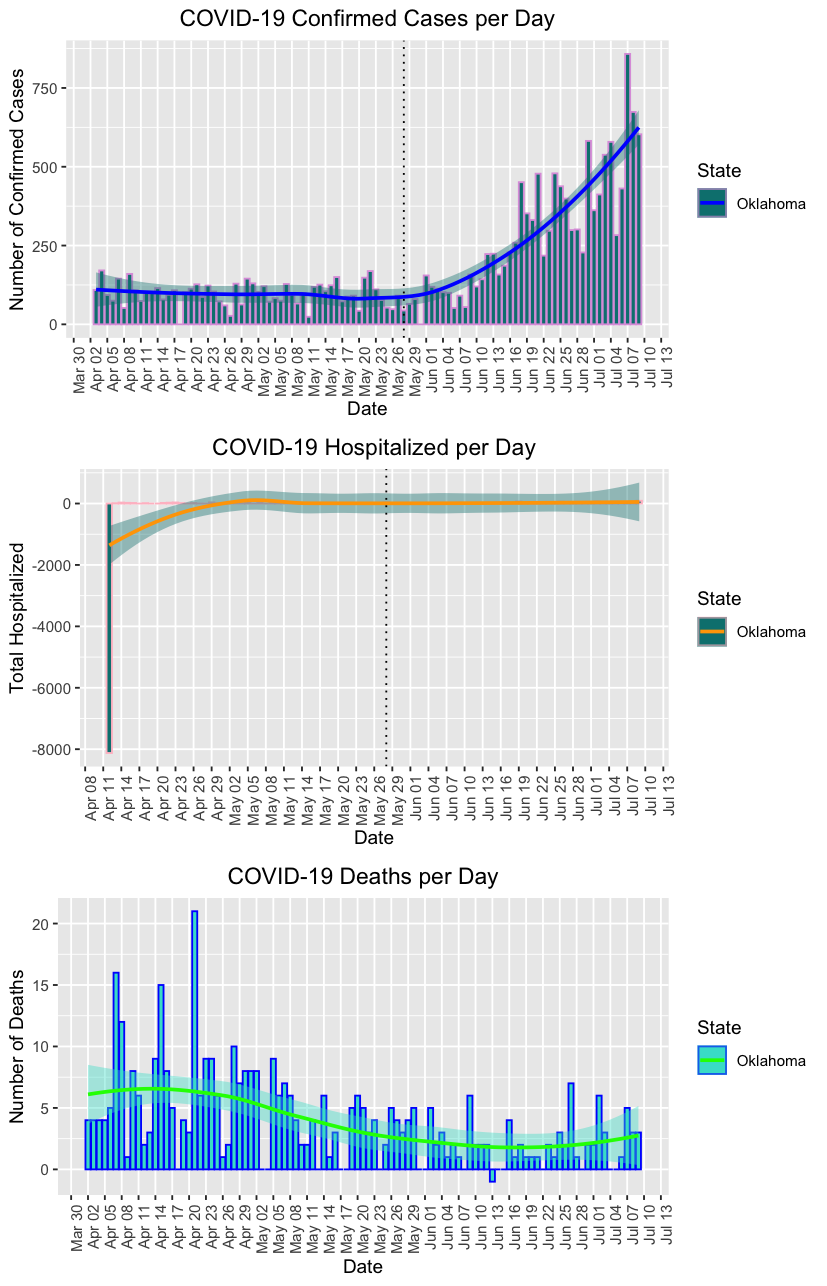 COVID-19 Confirmed Cases per Day
Number of Confirmed Cases
750
500
250
0
Mar 30
Apr 02
Apr 05
Apr 08
Apr 11
Apr 14
Apr 17
Apr 20
Apr 23
Apr 26
Apr 29
May 02
May 05
May 08
May 11
May 14
May 17
May 20
May 23
May 26
May 29
Jun 01
Jun 04
Jun 07
Jun 10
Jun 13
Jun 16
Jun 19
Jun 22
Jun 25
Jun 28
Jul 01
Jul 04
Jul 07
Jul 10
Jul 13
Date
State
Oklahoma
COVID-19 Hospitalized per Day
Total Hospitalized
0
-2000
-4000
-6000
-8000
Apr 08
Apr 11
Apr 14
Apr 17
Apr 20
Apr 23
Apr 26
Apr 29
May 02
May 05
May 08
May 11
May 14
May 17
May 20
May 23
May 26
May 29
Jun 01
Jun 04
Jun 07
Jun 10
Jun 13
Jun 16
Jun 19
Jun 22
Jun 25
Jun 28
Jul 01
Jul 04
Jul 07
Jul 10
Jul 13
Date
State
Oklahoma
COVID-19 Deaths per Day
Number of Deaths
20
15
10
5
0
Mar 30
Apr 02
Apr 05
Apr 08
Apr 11
Apr 14
Apr 17
Apr 20
Apr 23
Apr 26
Apr 29
May 02
May 05
May 08
May 11
May 14
May 17
May 20
May 23
May 26
May 29
Jun 01
Jun 04
Jun 07
Jun 10
Jun 13
Jun 16
Jun 19
Jun 22
Jun 25
Jun 28
Jul 01
Jul 04
Jul 07
Jul 10
Jul 13
Date
State
Oklahoma